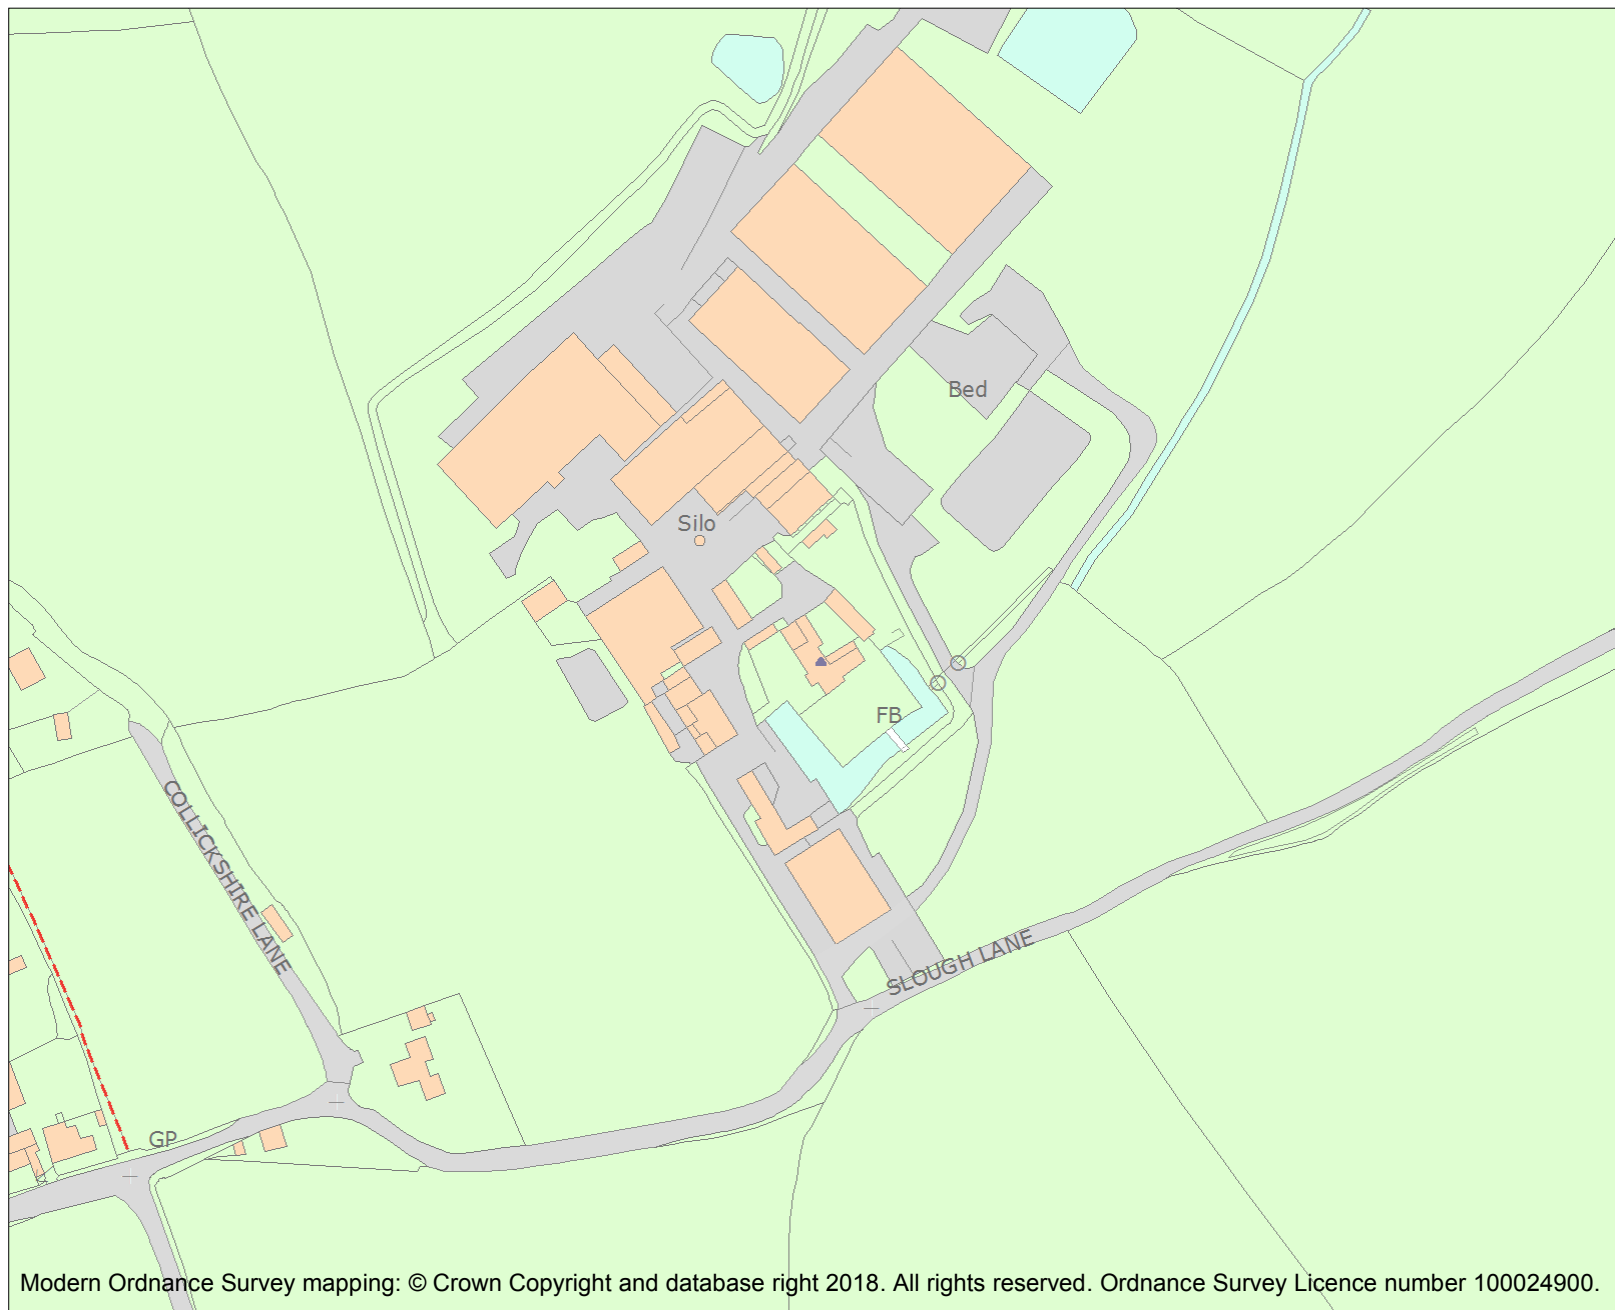 Bed
Silo
FB
COLLICKSHIRE LANE
SLOUGH LANE
GP
Modern Ordnance Survey mapping: © Crown Copyright and database right 2018. All rights reserved. Ordnance Survey Licence number 100024900.